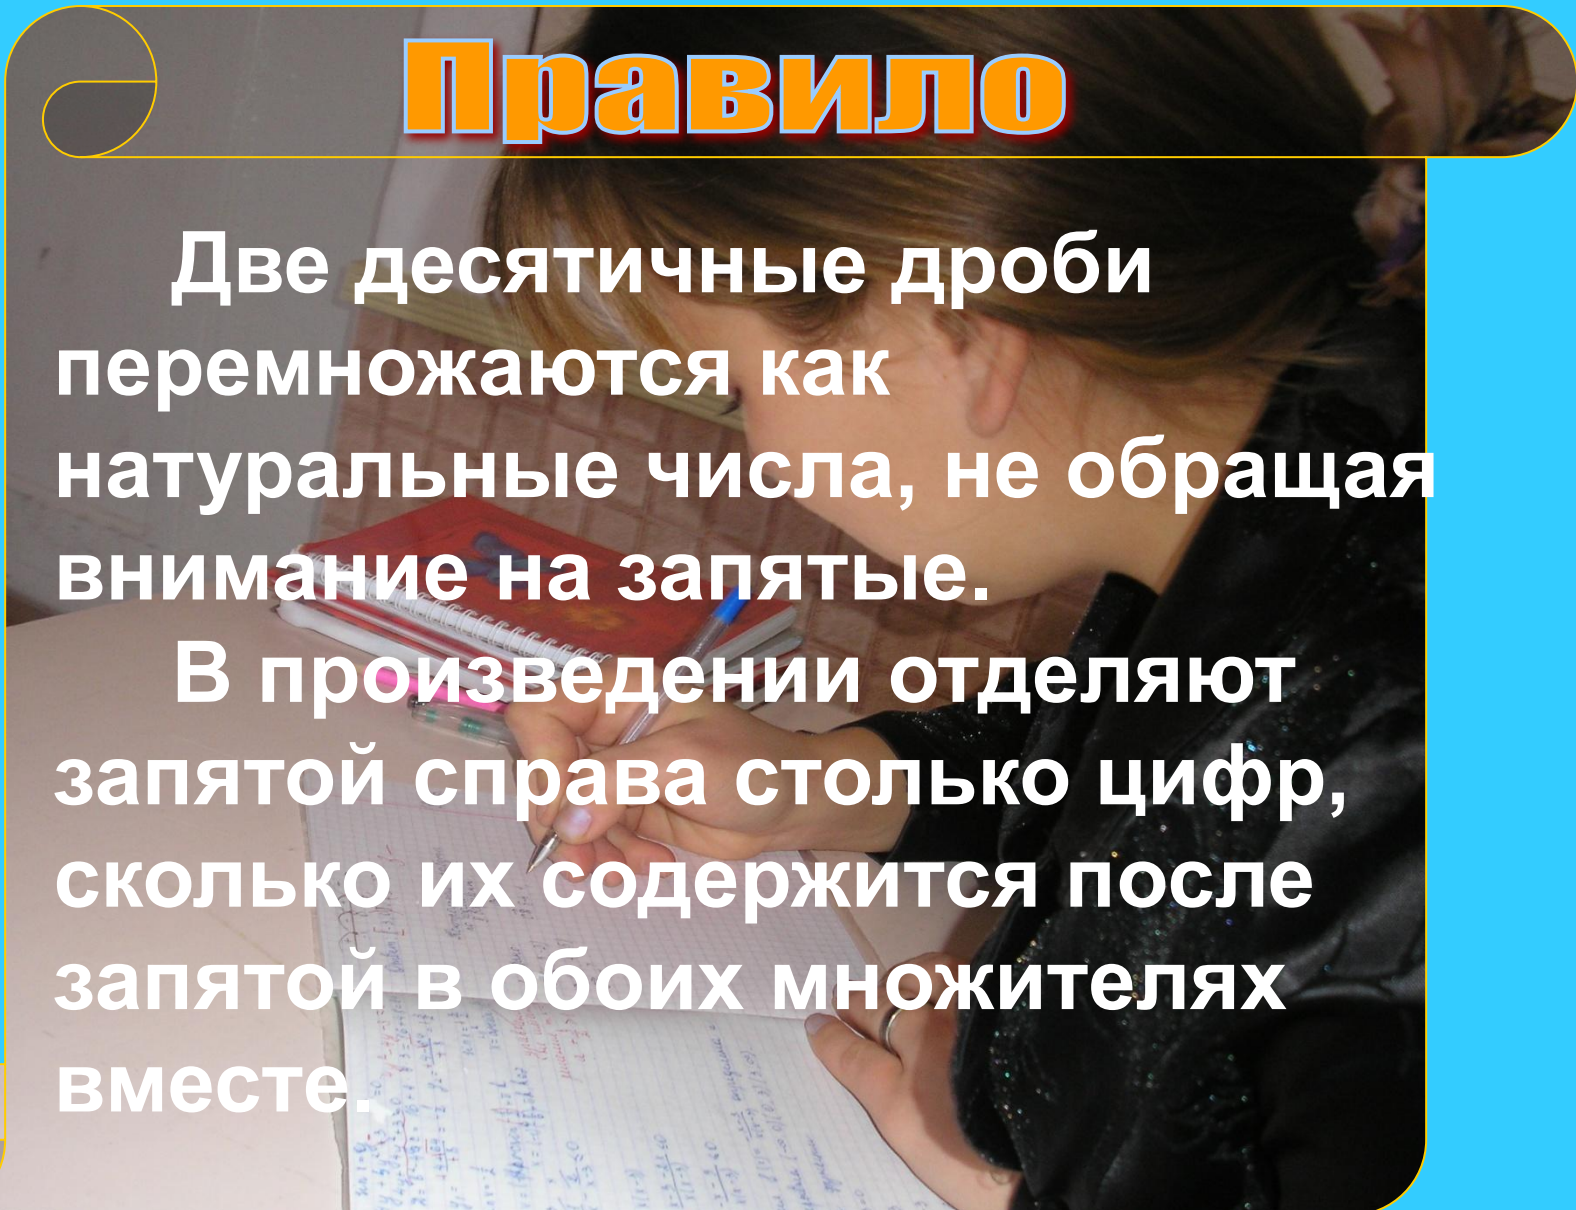 Правило
Две десятичные дроби
перемножаются как
натуральные числа, не обращая
внимание на запятые.
В произведении отделяют
запятой справа столько цифр,
сколько их содержится после
запятой в обоих множителях
вместе.